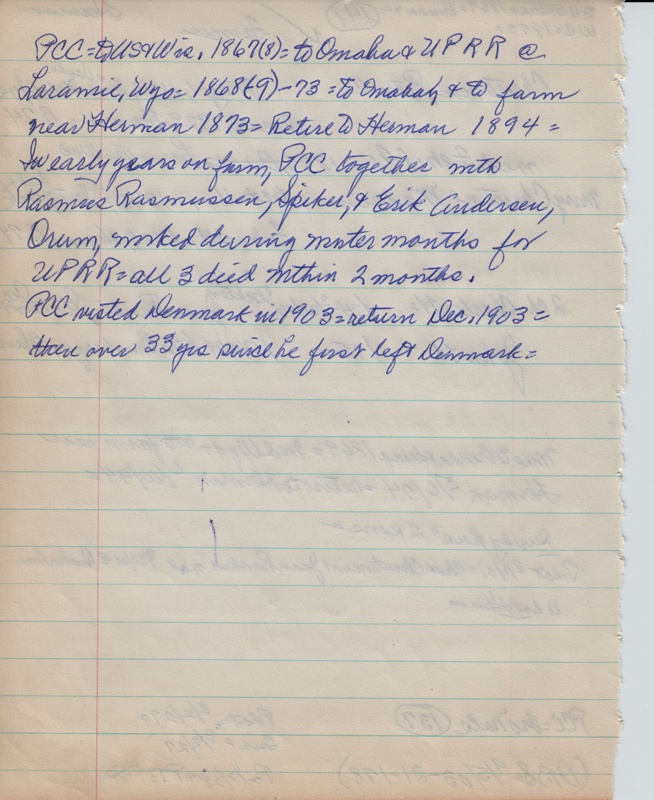 PCC = to US & Wis. 1867(8) = to Omaha & UPRR @
Laramie, Wyo = 1868(-9) - 73 = to Omaha & to farm
near Herman 1873 = Retire to Herman 1894 =
In early years on farm, PCC together with
Rasmus Rasmussen, Spiker, & Erik Andersen,
Orum, worked during winter months for
UPRR = all 3 died within 2 months.
PCC visited Denmark in 1903 = return Dec. 1903 =
then over 33 yrs since he first left Denmark =